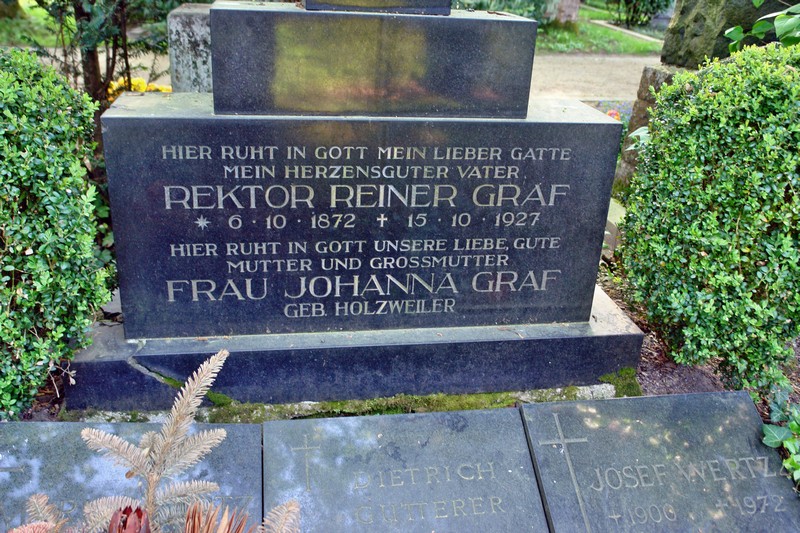 HIER RUHT IN GOTT MEIN LIEBER GATTE
MEIN HERZENSGUTER VATER,
REKTOR REINER GRAF
* 6 · 10 · 1872 + 15 · 10 · 1927
HIER RUHT IN GOTT UNSERE LIEBE, GUTE
MUTTER UND GROSSMUTTER
FRAU JOHANNA GRAF
GEB. HOLZWEILER
DIETRICH
GUTTERER
JOSEF WERTZ
+1900 +1972